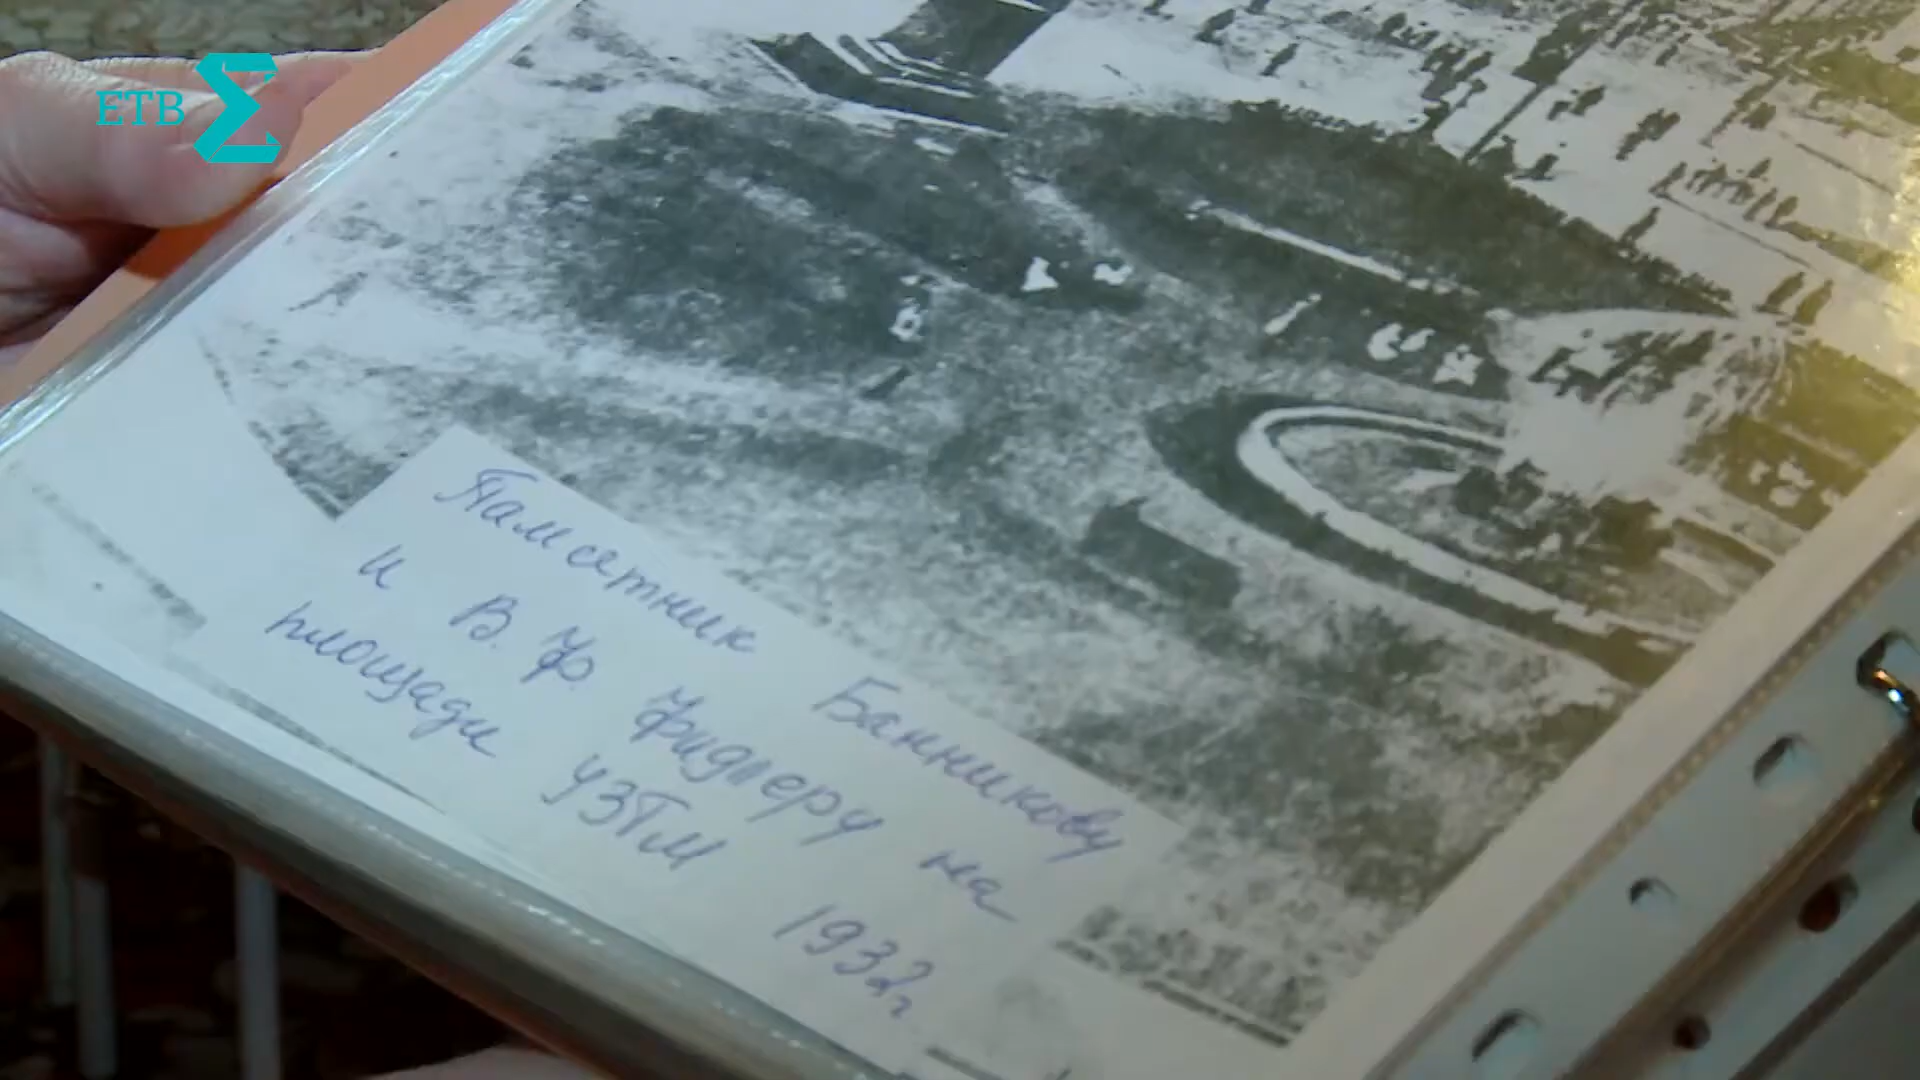 ЕТВ
Памятник Банникову
и В. Ф. Фидлеру на
площади УЗТМ 1932г.